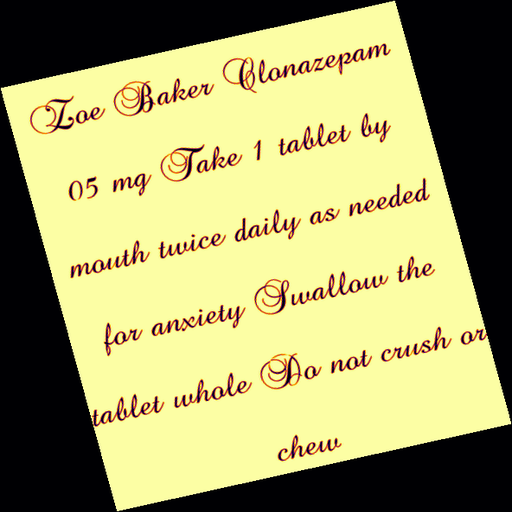 Zoe Baker Clonazepam
05 mg Take 1 tablet by
mouth twice daily as needed
for anxiety Swallow the
tablet whole Do not crush or
chew